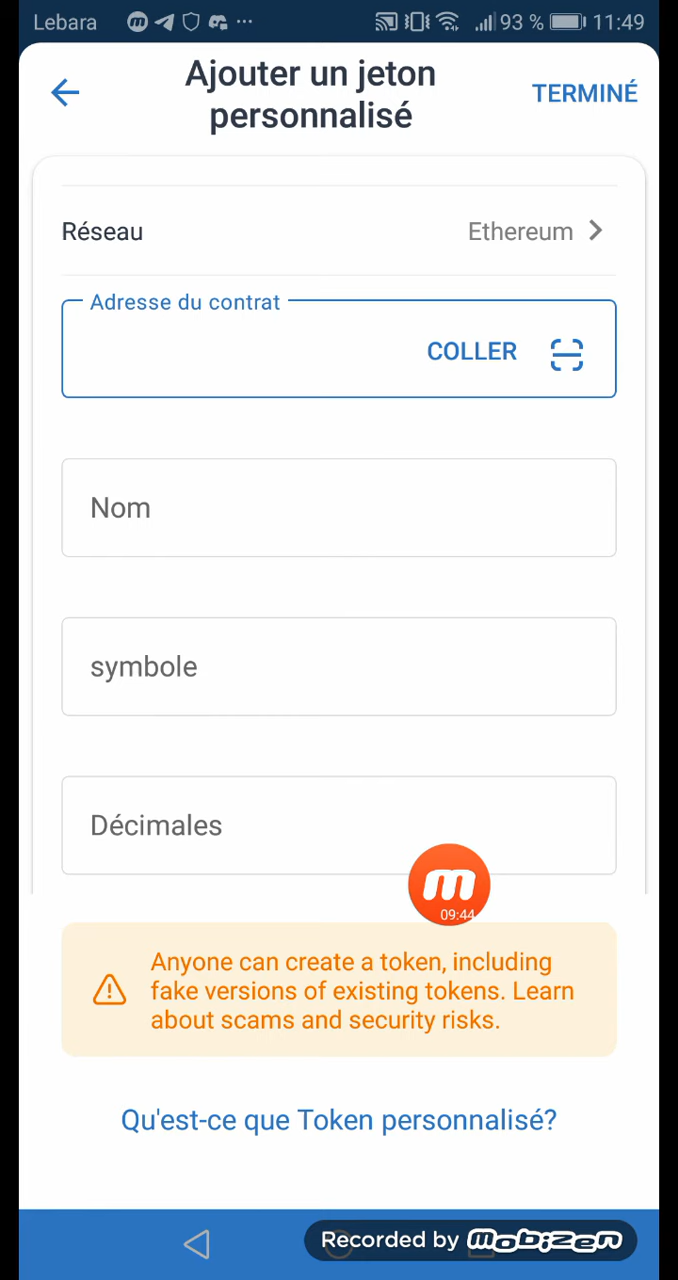 Lebara 93 % 11:49
Ajouter un jeton
personnalisé
TERMINÉ
Réseau Ethereum
Adresse du contrat
COLLER
Nom
symbole
Décimales
m
09:44
Anyone can create a token, including
fake versions of existing tokens. Learn
about scams and security risks.
Qu'est-ce que Token personnalisé?
Recorded by mobizen